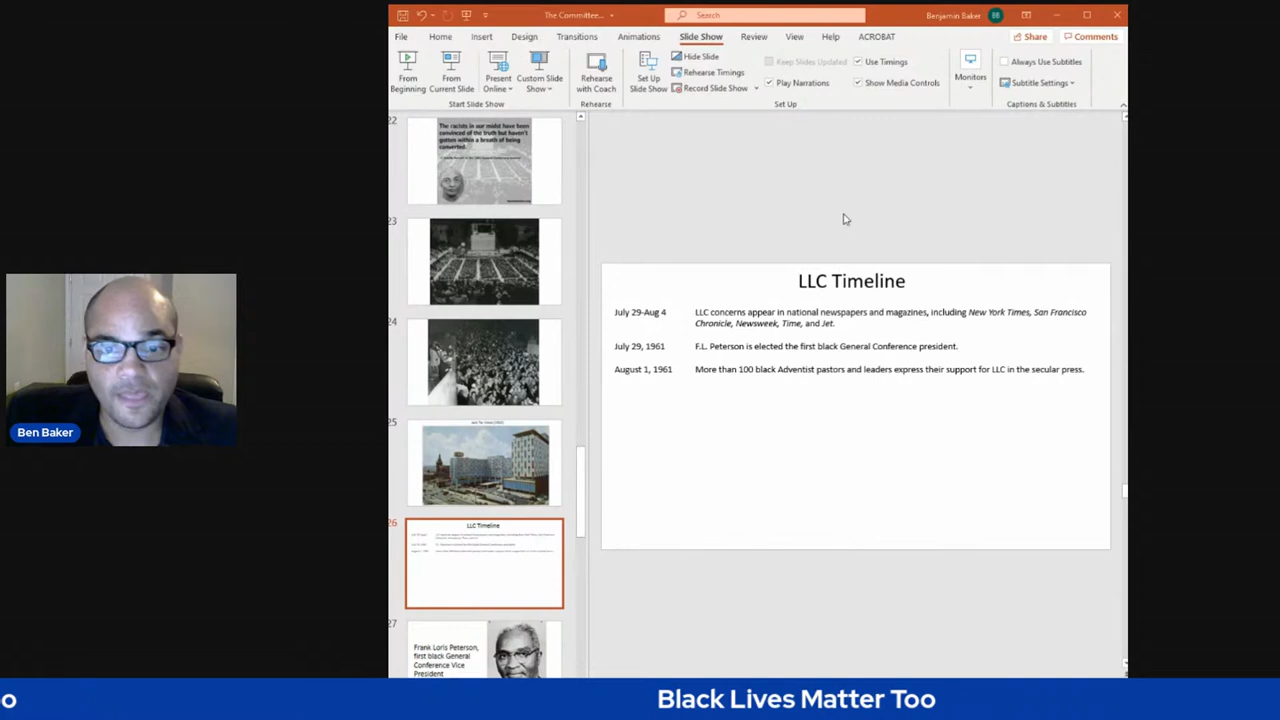 The Committee...
Search
Benjamin Baker
BB
File
Home
Insert
Design
Transitions
Animations
Slide Show
Review
View
Help
ACROBAT
Share
Comments
From
Beginning
From
Current Slide
Present
Online
Custom Slide
Show
Start Slide Show
Rehearse
with Coach
Rehearse
Set Up
Slide Show
Hide Slide
Rehearse Timings
Record Slide Show
Keep Slides Updated
Play Narrations
Use Timings
Show Media Controls
Set Up
Monitors
Always Use Subtitles
Subtitle Settings
Captions & Subtitles
22
The racists in our midst have been
convinced of the truth but haven't
gotten within a breath of being
converted.
23
24
25
26
LLC Timeline
27
Frank Loris Peterson,
first black General
Conference Vice
President
LLC Timeline
July 29-Aug 4 LLC concerns appear in national newspapers and magazines, including New York Times, San Francisco
Chronicle, Newsweek, Time, and Jet.
July 29, 1961 F.L. Peterson is elected the first black General Conference president.
August 1, 1961 More than 100 black Adventist pastors and leaders express their support for LLC in the secular press.
Ben Baker
oo
Black Lives Matter Too